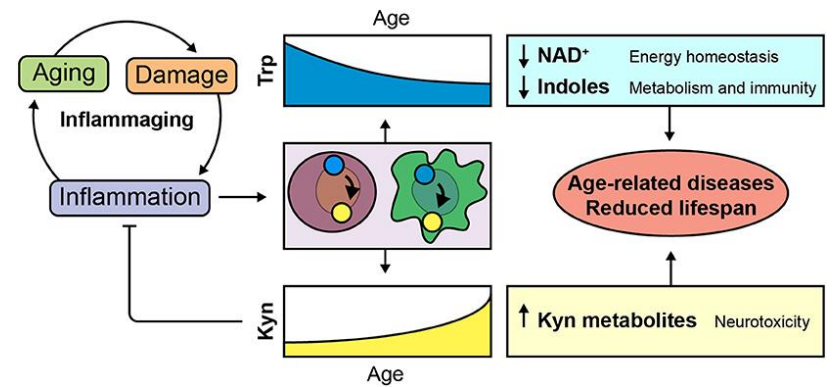 Age
Aging
Damage
Inflammaging
Inflammation
Trp
↓ NAD⁺ Energy homeostasis
↓ Indoles Metabolism and immunity
Age-related diseases
Reduced lifespan
Kyn
↑ Kyn metabolites Neurotoxicity
Age